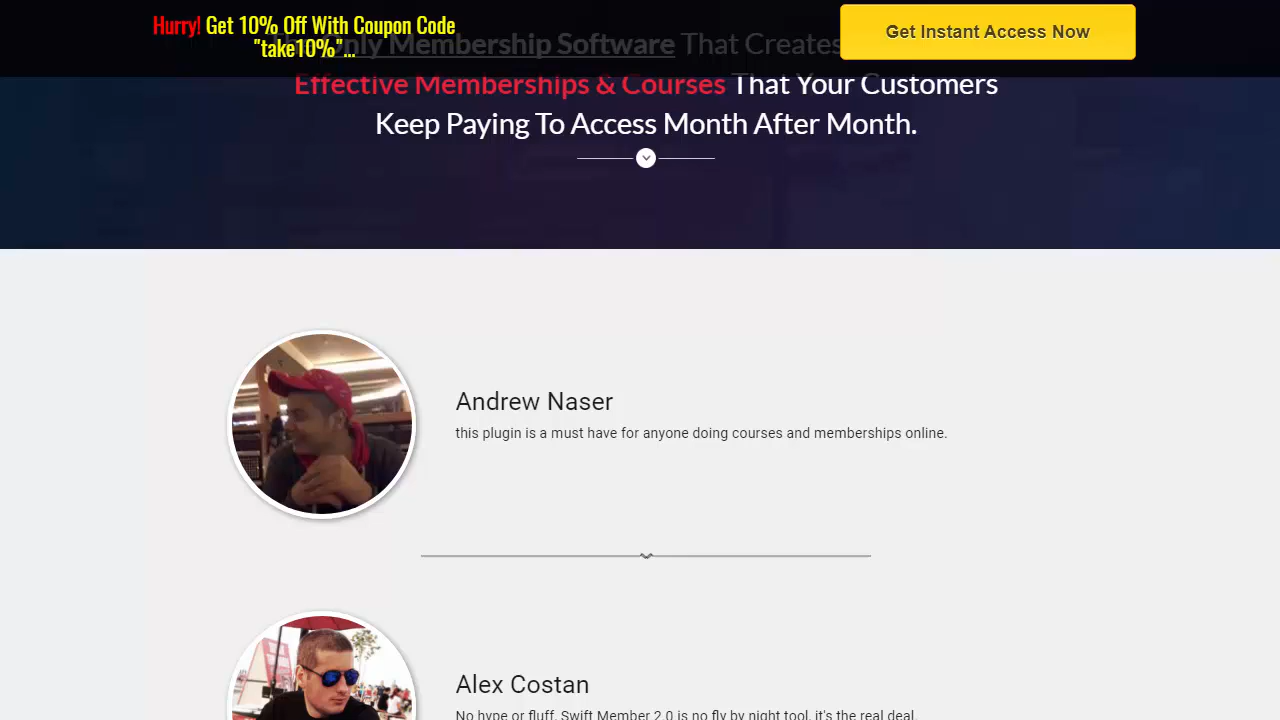 Hurry! Get 10% Off With Coupon Code
"take10%"...
Get Instant Access Now
Only Membership Software That Creates
Effective Memberships & Courses That Your Customers
Keep Paying To Access Month After Month.
Andrew Naser
this plugin is a must have for anyone doing courses and memberships online.
Alex Costan
No hype or fluff. Swift Member 2.0 is no fly by night tool, it's the real deal.